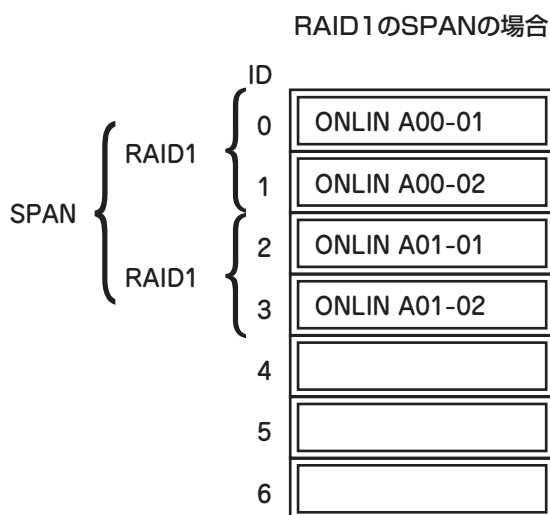 RAID1のSPANの場合
ID
0 ONLIN A00-01
RAID1
1 ONLIN A00-02
SPAN
2 ONLIN A01-01
RAID1
3 ONLIN A01-02
4
5
6